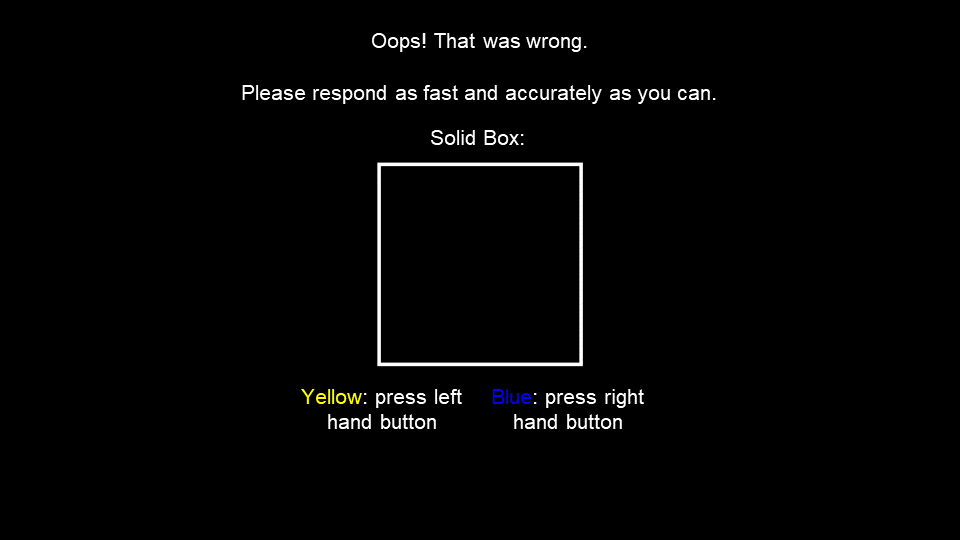 Oops! That was wrong.
Please respond as fast and accurately as you can.
Solid Box:
Yellow: press left
hand button
Blue: press right
hand button